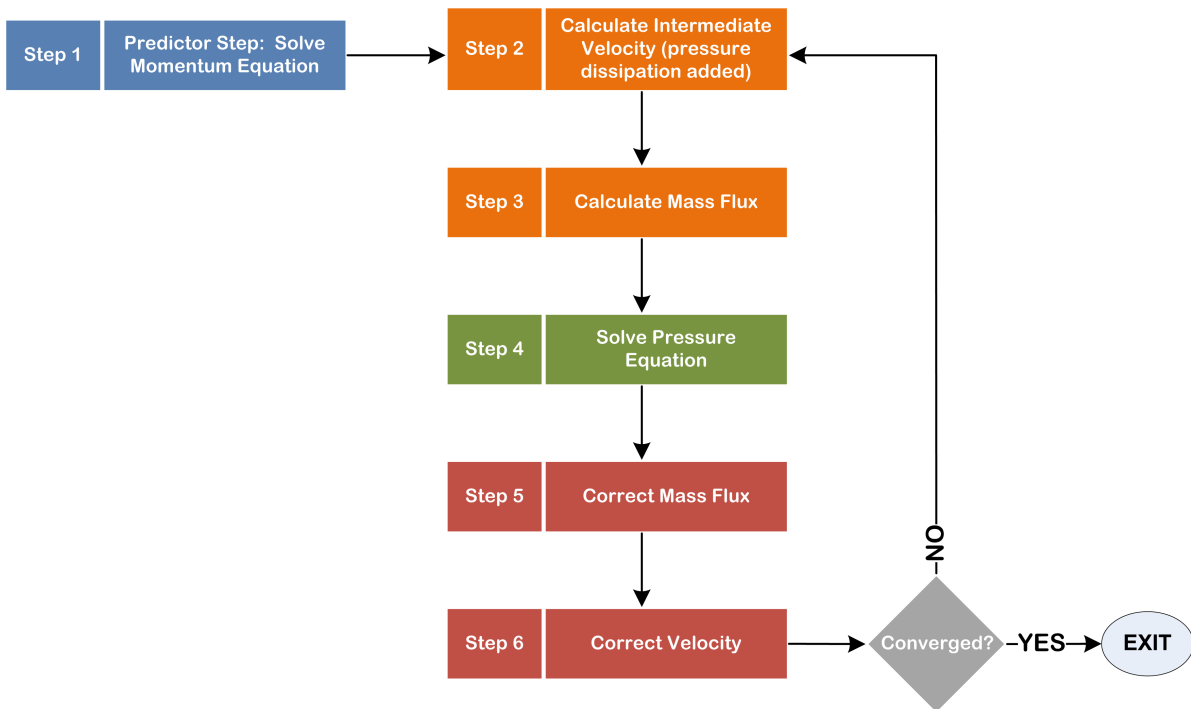 Step 1
Predictor Step: Solve
Momentum Equation
Step 2
Calculate Intermediate
Velocity (pressure
dissipation added)
Step 3
Calculate Mass Flux
Step 4
Solve Pressure
Equation
Step 5
Correct Mass Flux
Step 6
Correct Velocity
Converged?
NO
YES
EXIT